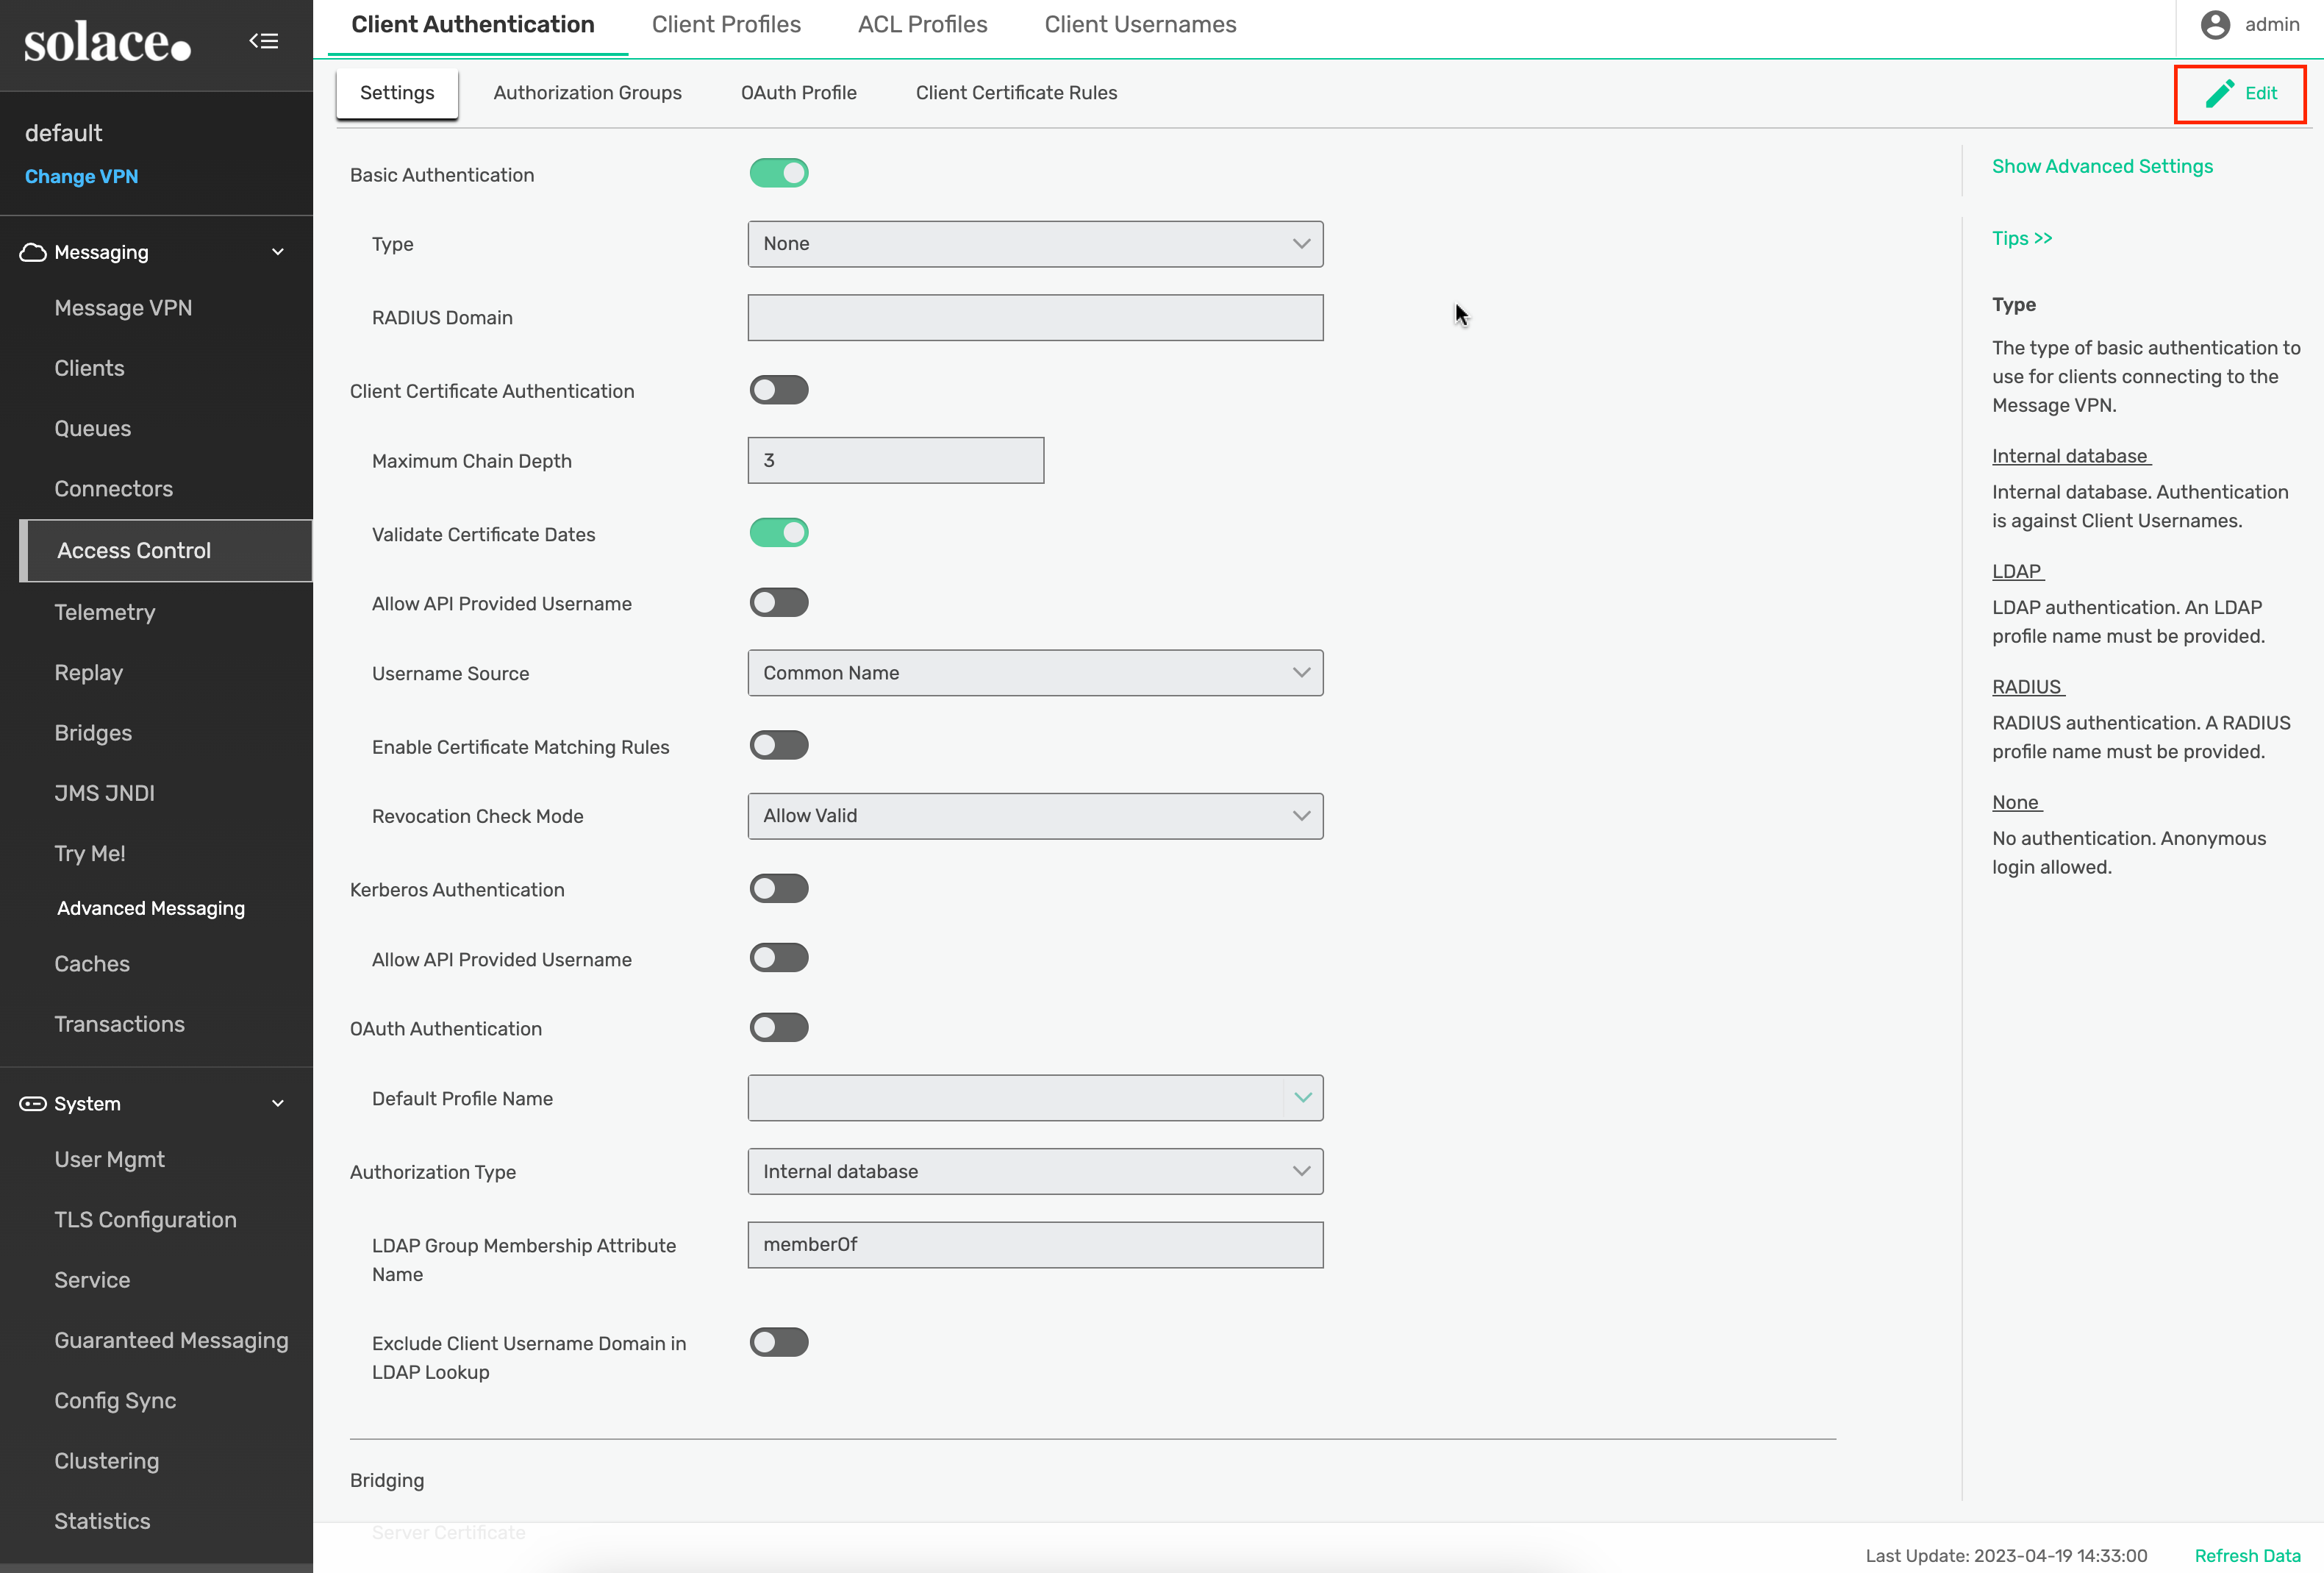 solace.
default
Change VPN
Messaging
Message VPN
Clients
Queues
Connectors
Access Control
Telemetry
Replay
Bridges
JMS JNDI
Try Me!
Advanced Messaging
Caches
Transactions
System
User Mgmt
TLS Configuration
Service
Guaranteed Messaging
Config Sync
Clustering
Statistics
Client Authentication Client Profiles ACL Profiles Client Usernames
admin
Settings Authorization Groups OAuth Profile Client Certificate Rules
Edit
Basic Authentication
Type None
RADIUS Domain
Client Certificate Authentication
Maximum Chain Depth 3
Validate Certificate Dates
Allow API Provided Username
Username Source Common Name
Enable Certificate Matching Rules
Revocation Check Mode Allow Valid
Kerberos Authentication
Allow API Provided Username
OAuth Authentication
Default Profile Name
Authorization Type Internal database
LDAP Group Membership Attribute memberOf
Name
Exclude Client Username Domain in
LDAP Lookup
Bridging
Server Certificate
Show Advanced Settings
Tips >>
Type
The type of basic authentication to
use for clients connecting to the
Message VPN.
Internal database
Internal database. Authentication
is against Client Usernames.
LDAP
LDAP authentication. An LDAP
profile name must be provided.
RADIUS
RADIUS authentication. A RADIUS
profile name must be provided.
None
No authentication. Anonymous
login allowed.
Last Update: 2023-04-19 14:33:00 Refresh Data